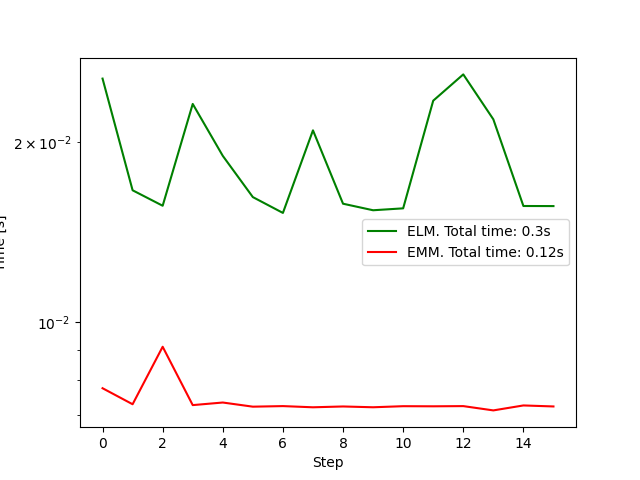 2 × 10⁻²
Time [s]
ELM. Total time: 0.3s
EMM. Total time: 0.12s
10⁻²
0 2 4 6 8 10 12 14
Step